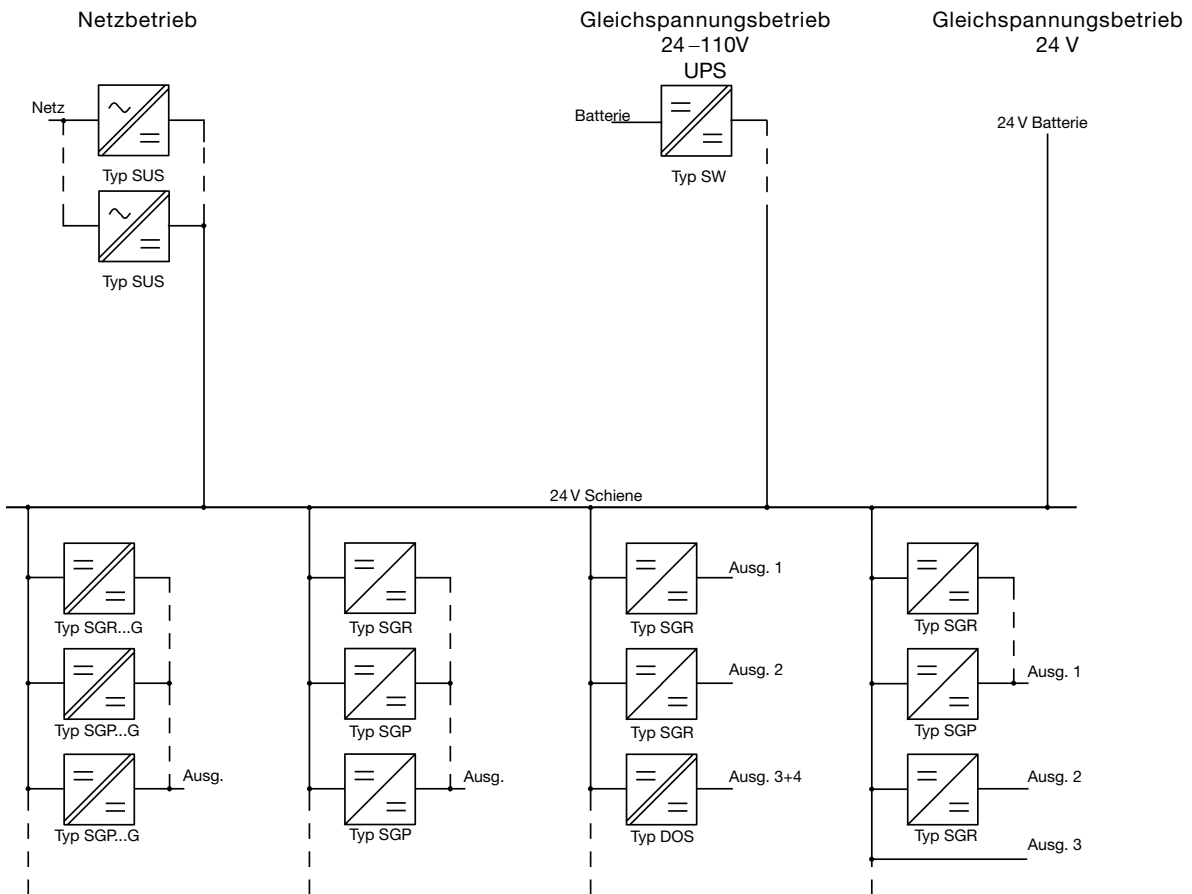 Netzbetrieb
Gleichspannungsbetrieb
24–110V
UPS
Gleichspannungsbetrieb
24 V
Netz
Typ SUS
Typ SUS
Batterie
Typ SW
24 V Batterie
24 V Schiene
Typ SGR...G
Typ SGP...G
Typ SGP...G
Ausg.
Typ SGR
Typ SGP
Typ SGP
Ausg.
Ausg. 1
Typ SGR
Ausg. 2
Typ SGR
Ausg. 3+4
Typ DOS
Typ SGR
Ausg. 1
Typ SGP
Ausg. 2
Typ SGR
Ausg. 3